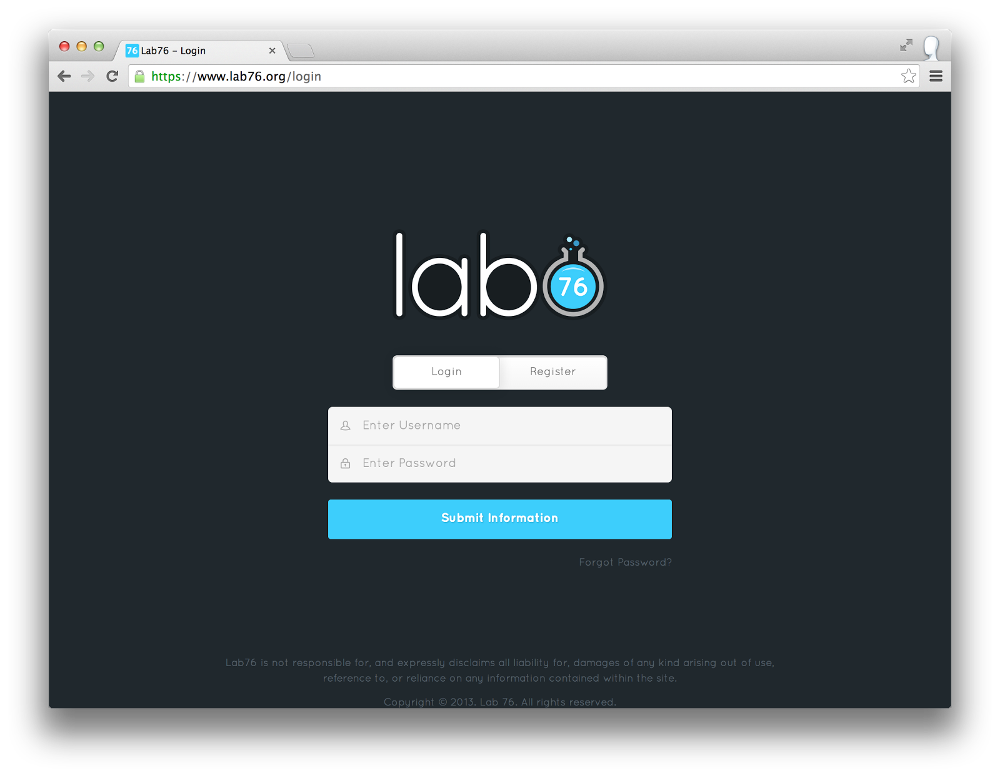 76 Lab76 – Login
https://www.lab76.org/login
lab 76
Login Register
Enter Username
Enter Password
Submit Information
Forgot Password?
Lab76 is not responsible for, and expressly disclaims all liability for, damages of any kind arising out of use,
reference to, or reliance on any information contained within the site.
Copyright © 2013. Lab 76. All rights reserved.